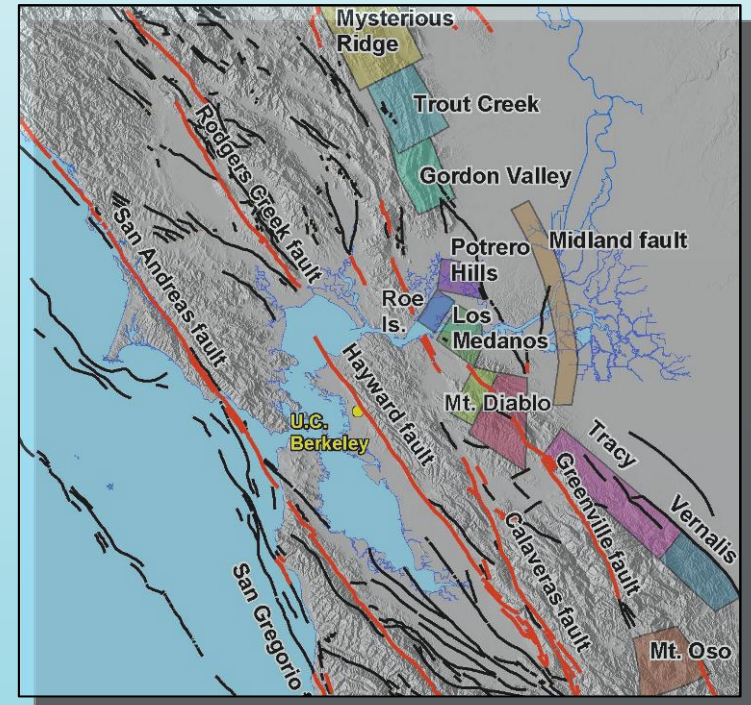 Mysterious
Ridge
Trout Creek
Rodgers Creek fault
Gordon Valley
San Andreas fault
Potrero
Hills
Midland fault
Roe
Is.
Los
Medanos
Hayward fault
Mt. Diablo
U.C.
Berkeley
Tracy
Greenville fault
Vernalis
Calaveras fault
San Gregorio
Mt. Oso